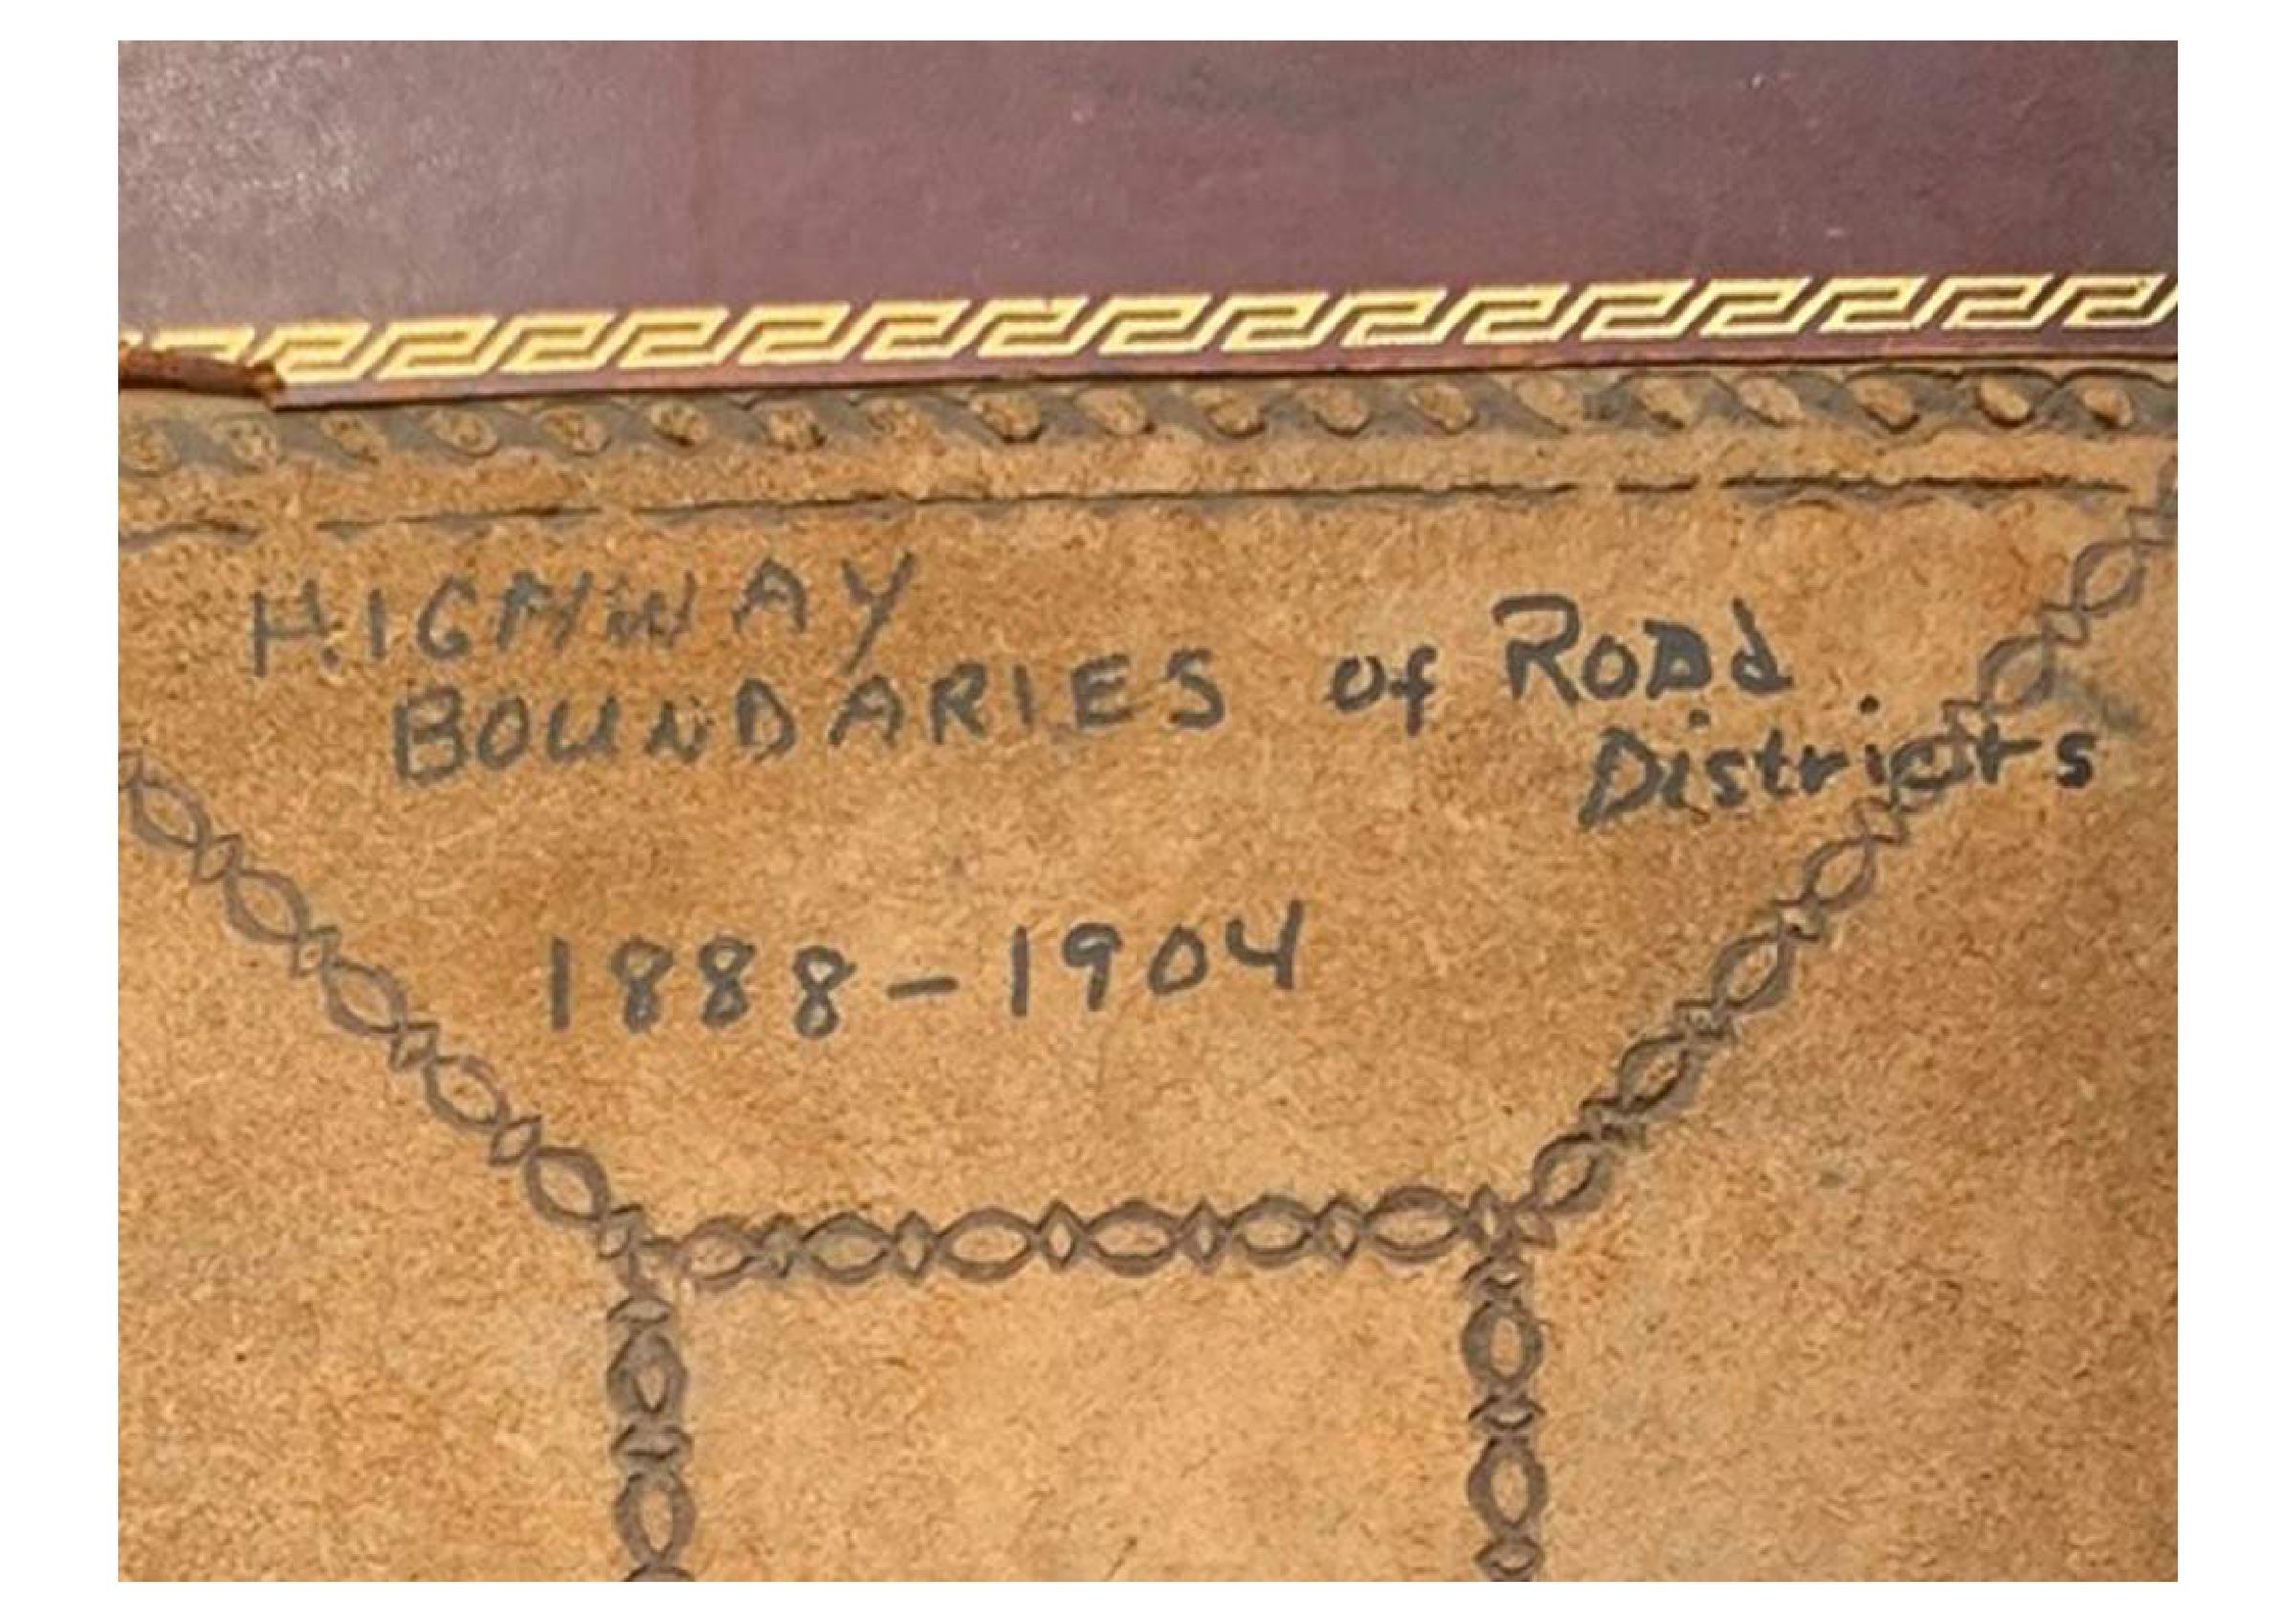 HIGHWAY
BOUNDARIES of Road
Districts
1888-1904